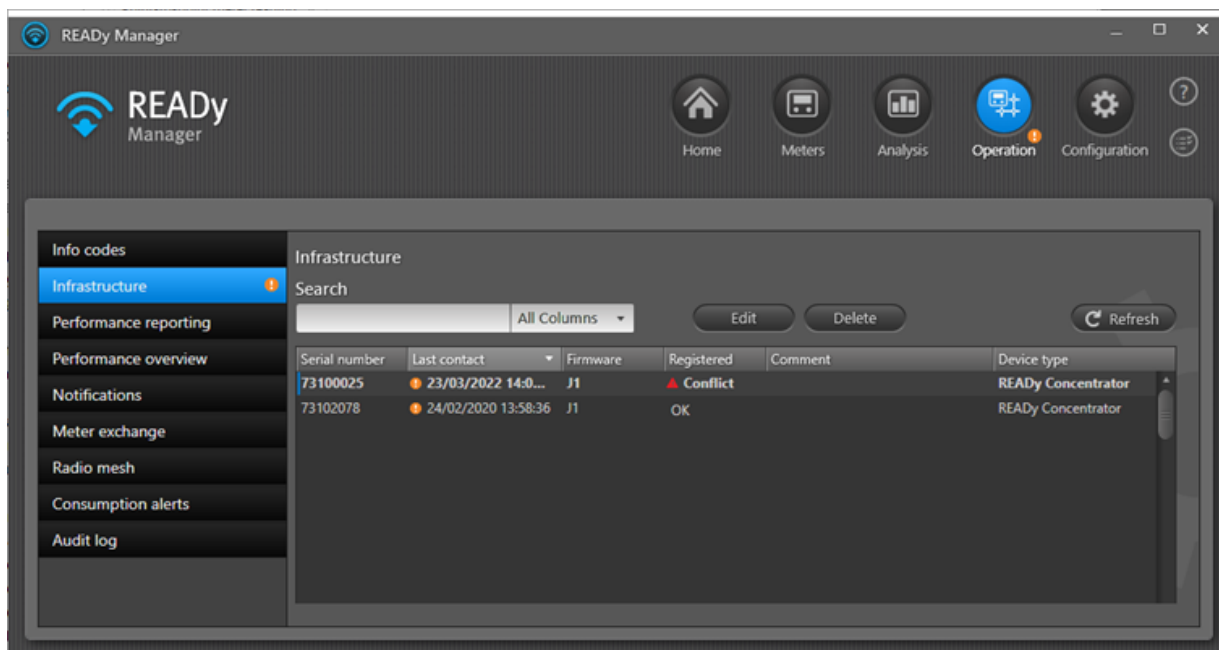 READy Manager
READy
Manager
Home Meters Analysis Operation Configuration
Info codes
Infrastructure
Performance reporting
Performance overview
Notifications
Meter exchange
Radio mesh
Consumption alerts
Audit log
Infrastructure
Search
All Columns Edit Delete Refresh
Serial number Last contact Firmware Registered Comment Device type
73100025 23/03/2022 14:0... J1 Conflict READy Concentrator
73102078 24/02/2020 13:58:36 J1 OK READy Concentrator